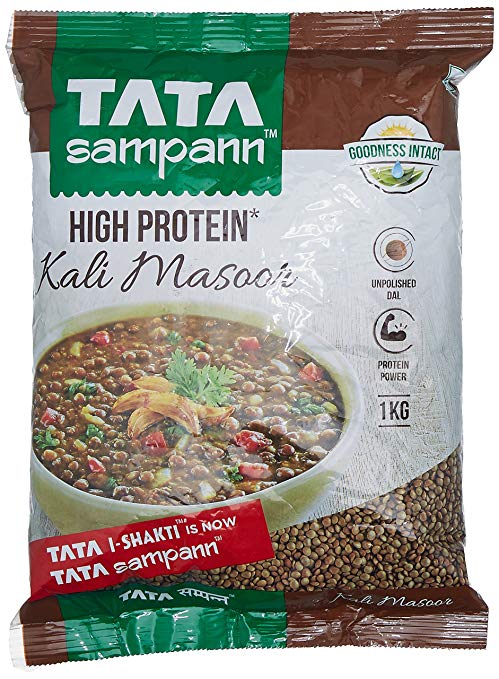 TATA
sampann™
GOODNESS INTACT
HIGH PROTEIN*
Kali Masoor
UNPOLISHED
DAL
PROTEIN
POWER
1KG
TATA I-SHAKTI™* IS NOW
TATA sampann™
TATA सम्पन्न™
Kali Masoor